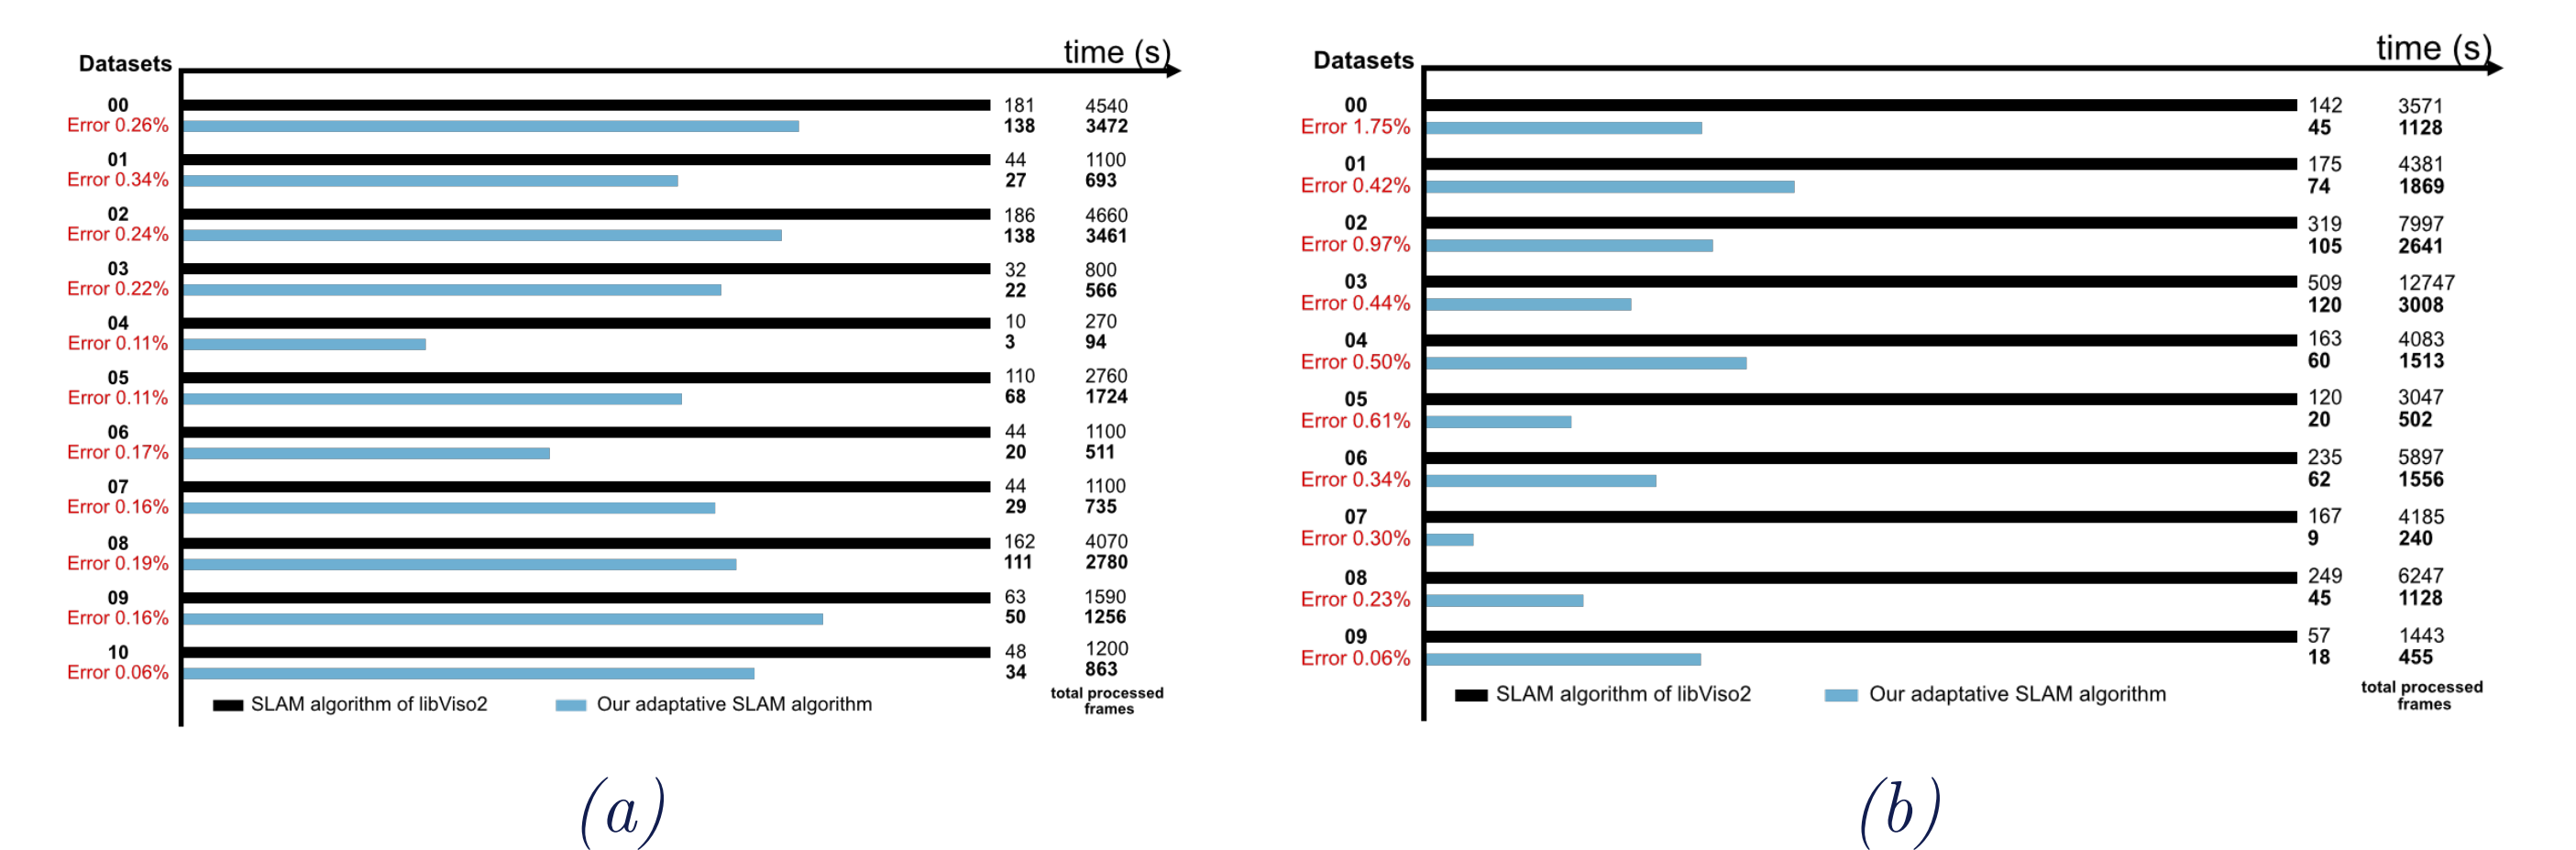 time (s)
Datasets
00 181 4540
Error 0.26% 138 3472
01 44 1100
Error 0.34% 27 693
02 186 4660
Error 0.24% 138 3461
03 32 800
Error 0.22% 22 566
04 10 270
Error 0.11% 3 94
05 110 2760
Error 0.11% 68 1724
06 44 1100
Error 0.17% 20 511
07 44 1100
Error 0.16% 29 735
08 162 4070
Error 0.19% 111 2780
09 63 1590
Error 0.16% 50 1256
10 48 1200
Error 0.06% 34 863
SLAM algorithm of libViso2 Our adaptative SLAM algorithm
total processed
frames
(a)
time (s)
Datasets
00 142 3571
Error 1.75% 45 1128
01 175 4381
Error 0.42% 74 1869
02 319 7997
Error 0.97% 105 2641
03 509 12747
Error 0.44% 120 3008
04 163 4083
Error 0.50% 60 1513
05 120 3047
Error 0.61% 20 502
06 235 5897
Error 0.34% 62 1556
07 167 4185
Error 0.30% 9 240
08 249 6247
Error 0.23% 45 1128
09 57 1443
Error 0.06% 18 455
SLAM algorithm of libViso2 Our adaptative SLAM algorithm
total processed
frames
(b)